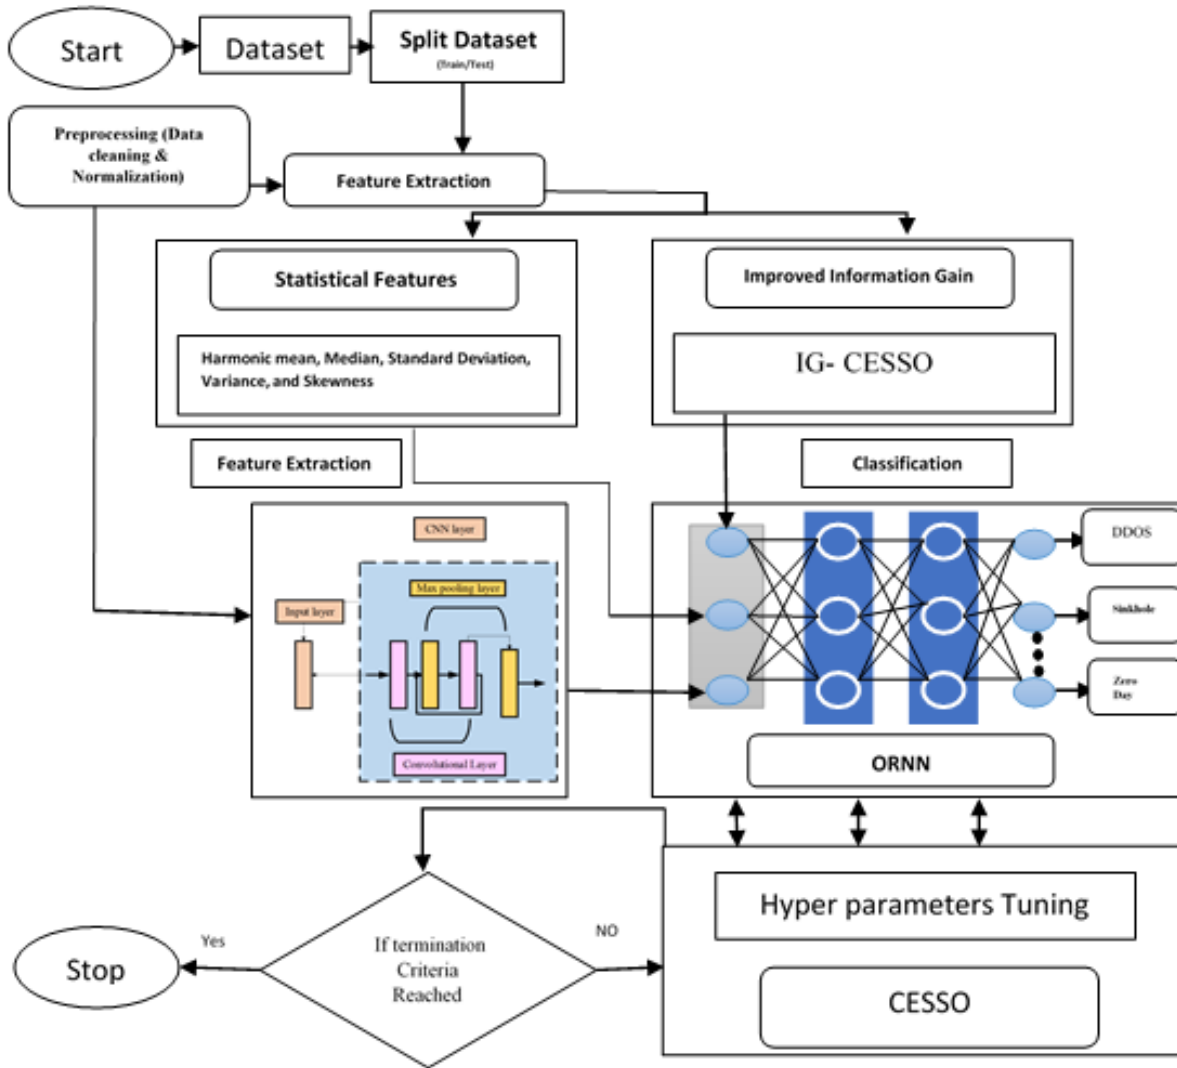 Start
Dataset
Split Dataset
(Train/Test)
Preprocessing (Data
cleaning &
Normalization)
Feature Extraction
Statistical Features
Improved Information Gain
Harmonic mean, Median, Standard Deviation,
Variance, and Skewness
IG- CESSO
Feature Extraction
Classification
CNN layer
Max pooling layer
Input layer
Convolutional Layer
DDOS
Sinkhole
Zero
Day
ORNN
Hyper parameters Tuning
CESSO
If termination
Criteria
Reached
Yes
NO
Stop